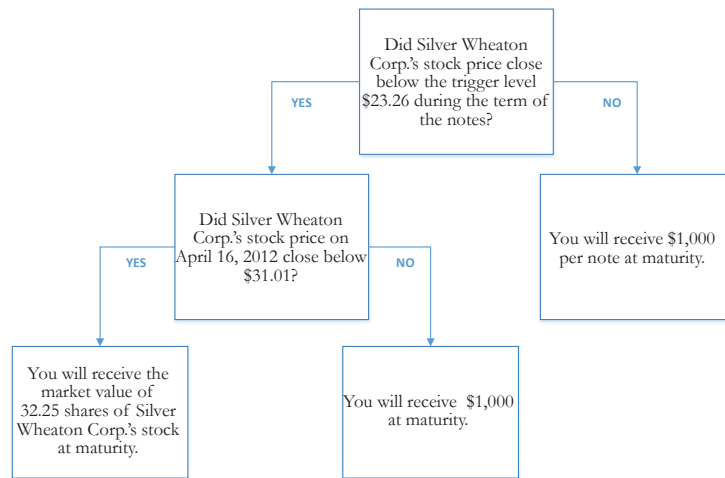 Did Silver Wheaton
Corp.'s stock price close
below the trigger level
$23.26 during the term of
the notes?
YES
NO
Did Silver Wheaton
Corp.'s stock price on
April 16, 2012 close below
$31.01?
You will receive $1,000
per note at maturity.
YES
NO
You will receive the
market value of
32.25 shares of Silver
Wheaton Corp.'s stock
at maturity.
You will receive $1,000
at maturity.